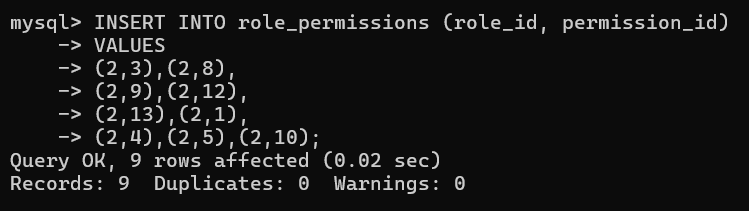 mysql> INSERT INTO role_permissions (role_id, permission_id)
    -> VALUES
    -> (2,3),(2,8),
    -> (2,9),(2,12),
    -> (2,13),(2,1),
    -> (2,4),(2,5),(2,10);
Query OK, 9 rows affected (0.02 sec)
Records: 9  Duplicates: 0  Warnings: 0